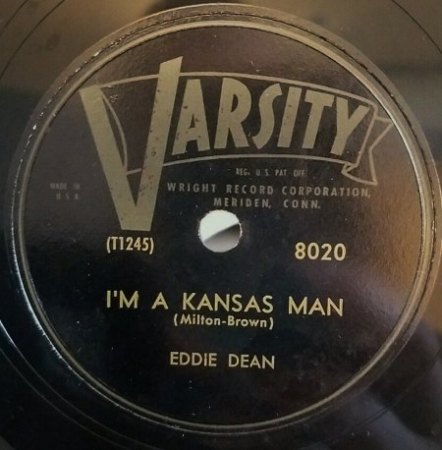 VARSITY
REG. U.S. PAT. OFF.
MADE IN
U.S.A.
WRIGHT RECORD CORPORATION,
MERIDEN, CONN.
(T1245) 8020
I'M A KANSAS MAN
(Milton-Brown)
EDDIE DEAN